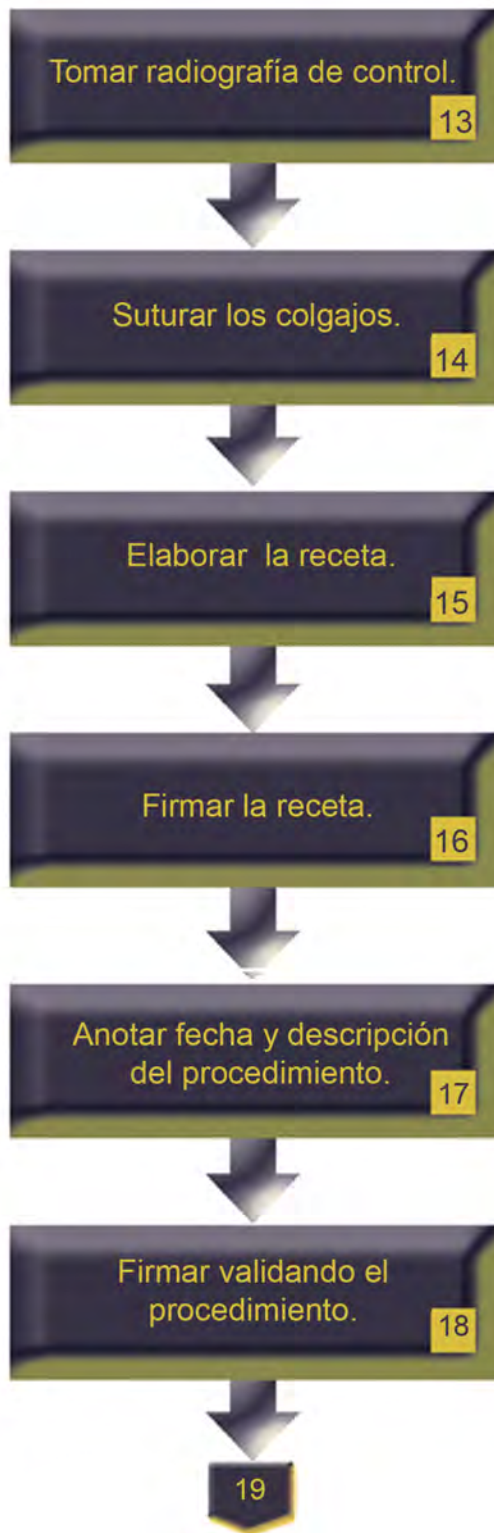 Tomar radiografía de control.
13
Suturar los colgajos.
14
Elaborar  la receta.
15
Firmar la receta.
16
Anotar fecha y descripción
del procedimiento.
17
Firmar validando el
procedimiento.
18
19